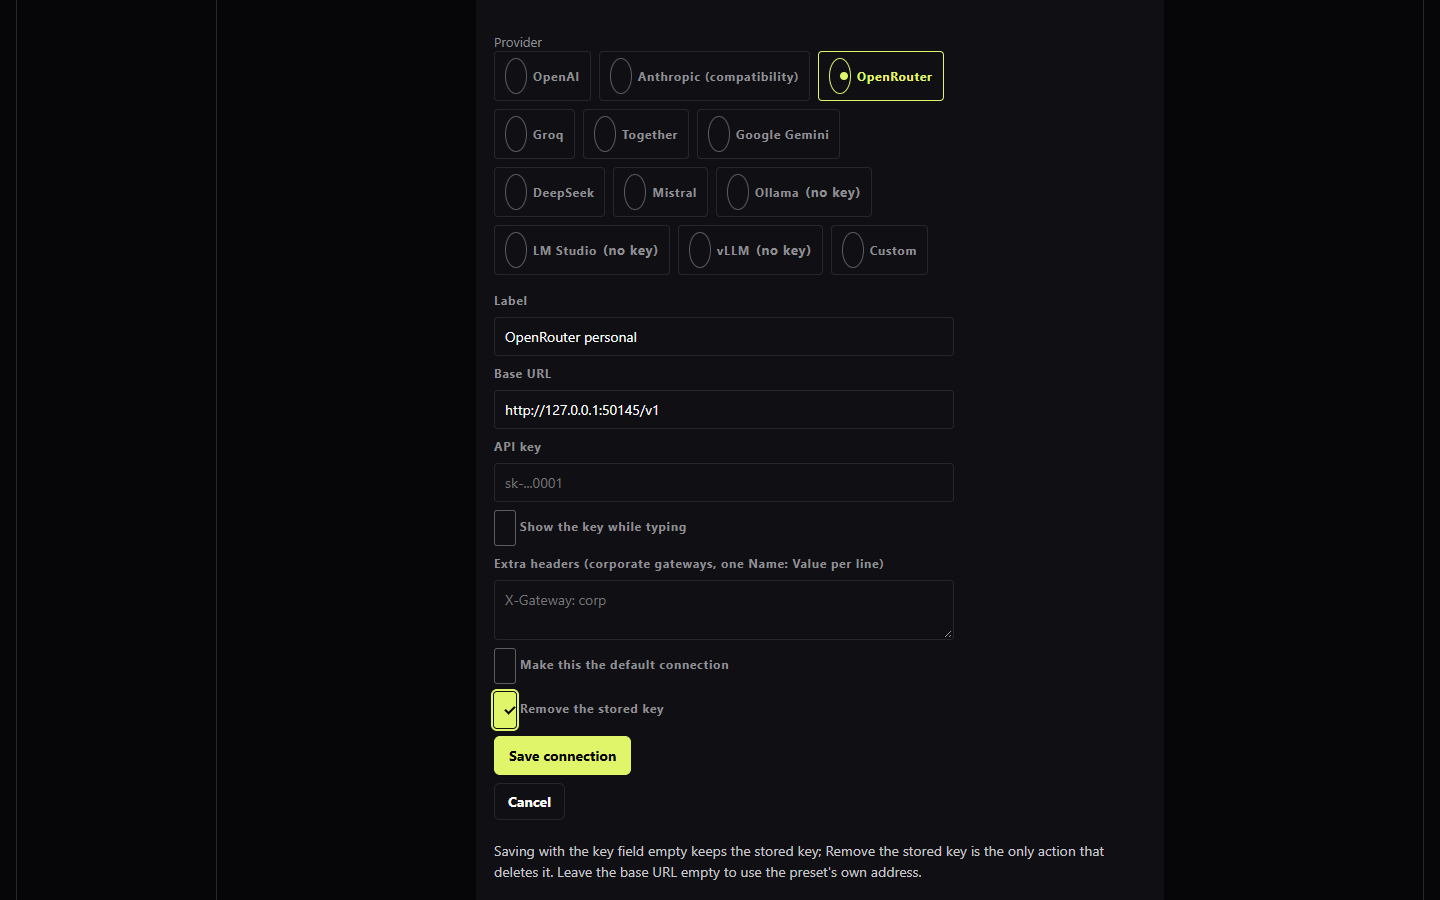 Provider
OpenAI Anthropic (compatibility) OpenRouter
Groq Together Google Gemini
DeepSeek Mistral Ollama (no key)
LM Studio (no key) vLLM (no key) Custom
Label
OpenRouter personal
Base URL
http://127.0.0.1:50145/v1
API key
sk-...0001
Show the key while typing
Extra headers (corporate gateways, one Name: Value per line)
X-Gateway: corp
Make this the default connection
Remove the stored key
Save connection
Cancel
Saving with the key field empty keeps the stored key; Remove the stored key is the only action that
deletes it. Leave the base URL empty to use the preset's own address.